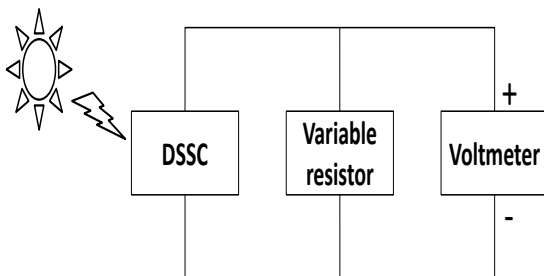 +
DSSC
Variable
resistor
Voltmeter
-